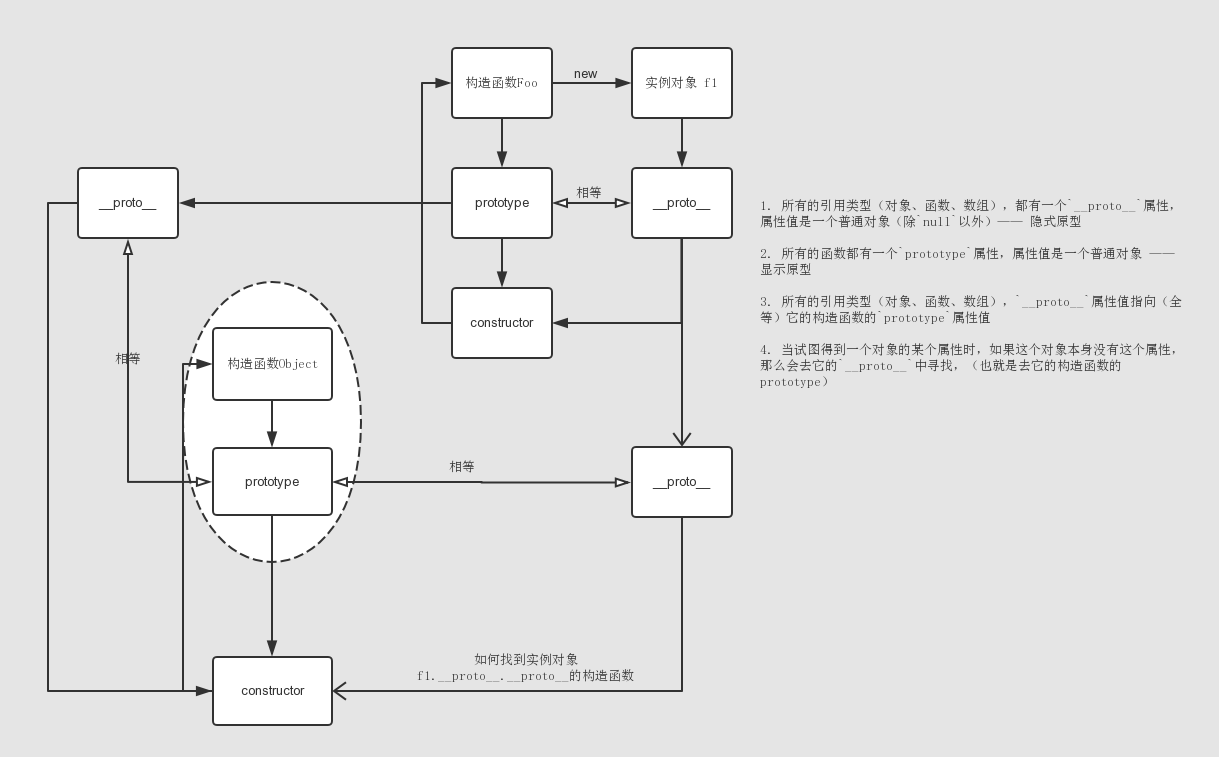 构造函数Foo
new
实例对象 f1
__proto__
prototype
相等
__proto__
constructor
1. 所有的引用类型（对象、函数、数组），都有一个`__proto__`属性，
属性值是一个普通对象（除`null`以外）—— 隐式原型
2. 所有的函数都有一个`prototype`属性，属性值是一个普通对象 ——
显示原型
3. 所有的引用类型（对象、函数、数组），`__proto__`属性值指向（全
等）它的构造函数的`prototype`属性值
4. 当试图得到一个对象的某个属性时，如果这个对象本身没有这个属性，
那么会去它的`__proto__`中寻找，（也就是去它的构造函数的
prototype）
相等
构造函数Object
prototype
相等
__proto__
如何找到实例对象
f1.__proto__.__proto__的构造函数
constructor